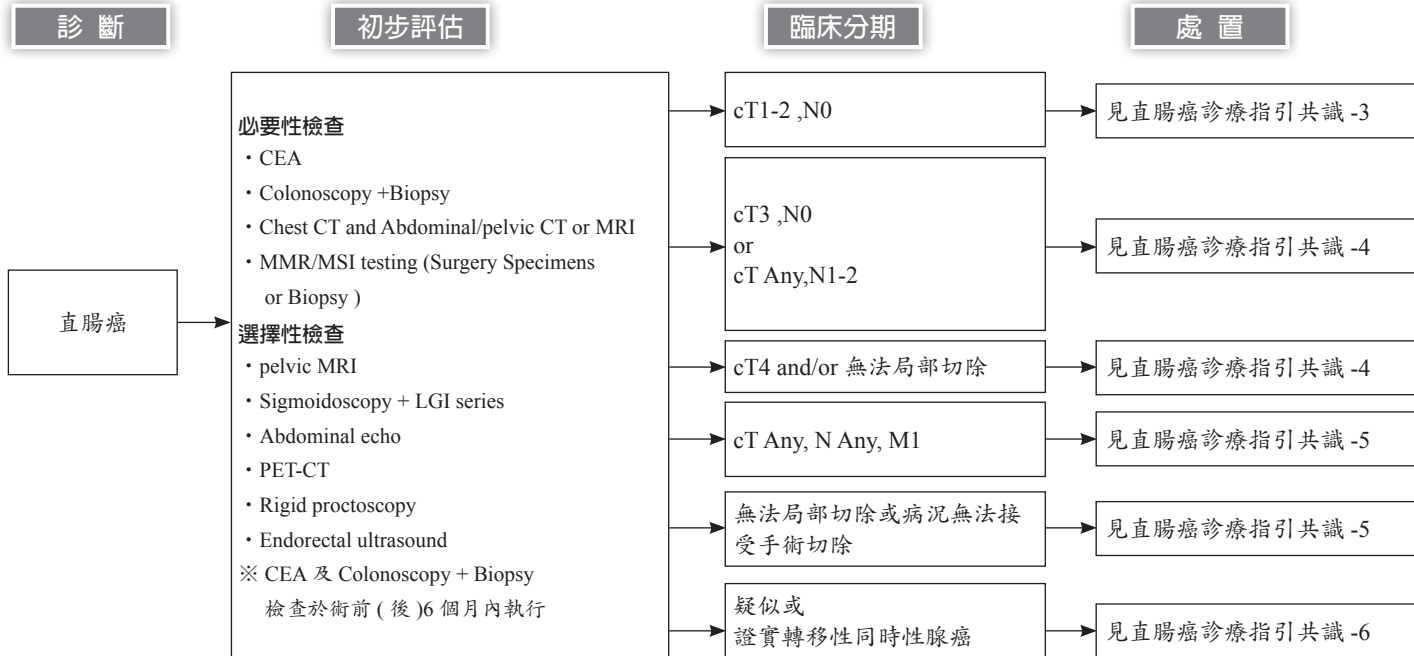 診 斷
初步評估
臨床分期
處 置
直腸癌
必要性檢查
・CEA
・Colonoscopy +Biopsy
・Chest CT and Abdominal/pelvic CT or MRI
・MMR/MSI testing (Surgery Specimens
or Biopsy )
選擇性檢查
・pelvic MRI
・Sigmoidoscopy + LGI series
・Abdominal echo
・PET-CT
・Rigid proctoscopy
・Endorectal ultrasound
※ CEA 及 Colonoscopy + Biopsy
檢查於術前 ( 後 )6 個月內執行
cT1-2 ,N0
見直腸癌診療指引共識 -3
cT3 ,N0
or
cT Any,N1-2
見直腸癌診療指引共識 -4
cT4 and/or 無法局部切除
見直腸癌診療指引共識 -4
cT Any, N Any, M1
見直腸癌診療指引共識 -5
無法局部切除或病況無法接
受手術切除
見直腸癌診療指引共識 -5
疑似或
證實轉移性同時性腺癌
見直腸癌診療指引共識 -6